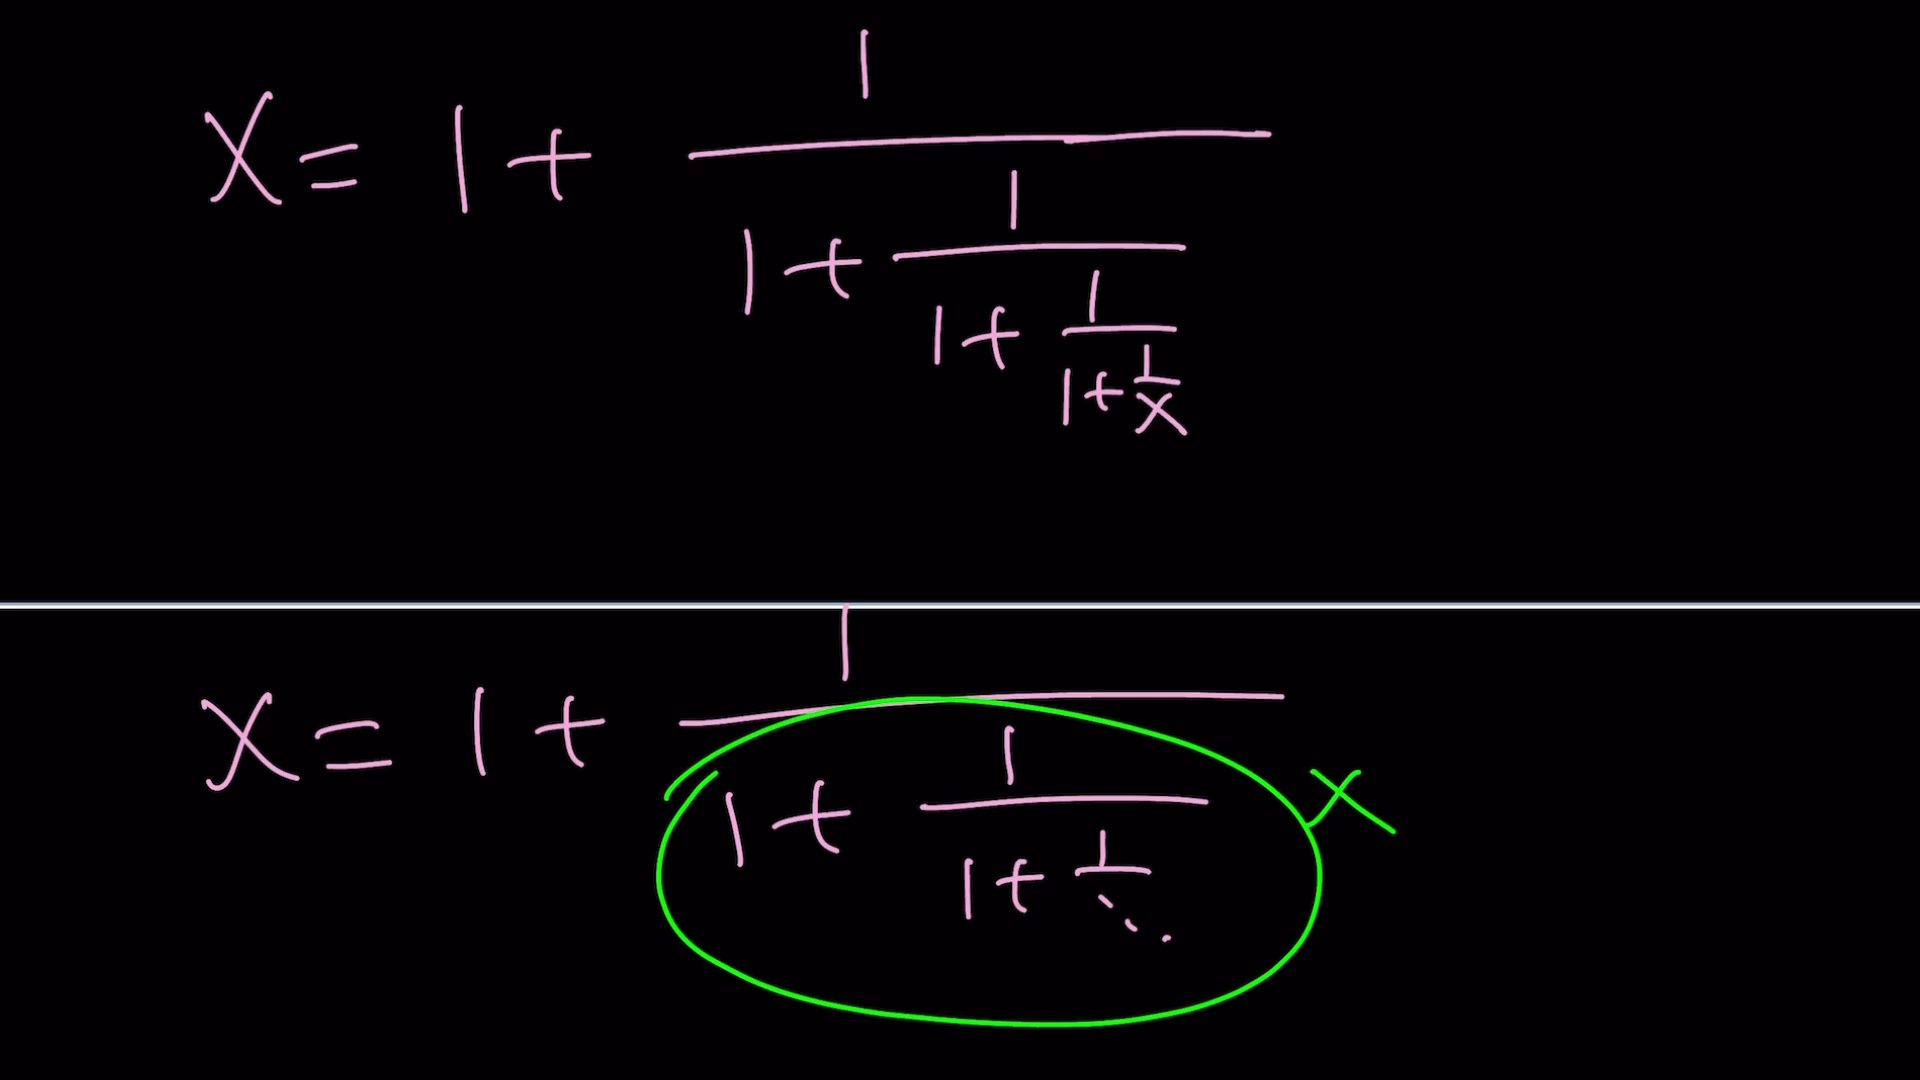 x = 1 + 1/(1 + 1/(1 + 1/(1 + 1/x)))
x = 1 + 1/(1 + 1/(1 + 1/⋱))
x